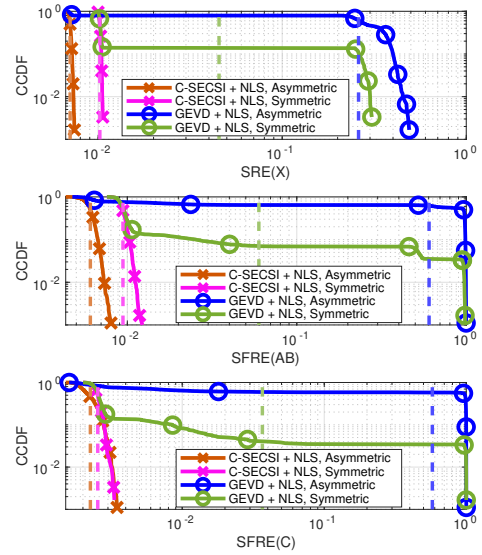 CCDF
10^0
10^-1
10^-2
C-SECSI + NLS, Asymmetric
C-SECSI + NLS, Symmetric
GEVD + NLS, Asymmetric
GEVD + NLS, Symmetric
10^-2
10^-1
10^0
SRE(X)
CCDF
10^0
10^-2
C-SECSI + NLS, Asymmetric
C-SECSI + NLS, Symmetric
GEVD + NLS, Asymmetric
GEVD + NLS, Symmetric
10^-2
10^-1
10^0
SFRE(AB)
CCDF
10^0
10^-2
C-SECSI + NLS, Asymmetric
C-SECSI + NLS, Symmetric
GEVD + NLS, Asymmetric
GEVD + NLS, Symmetric
10^-2
10^-1
10^0
SFRE(C)